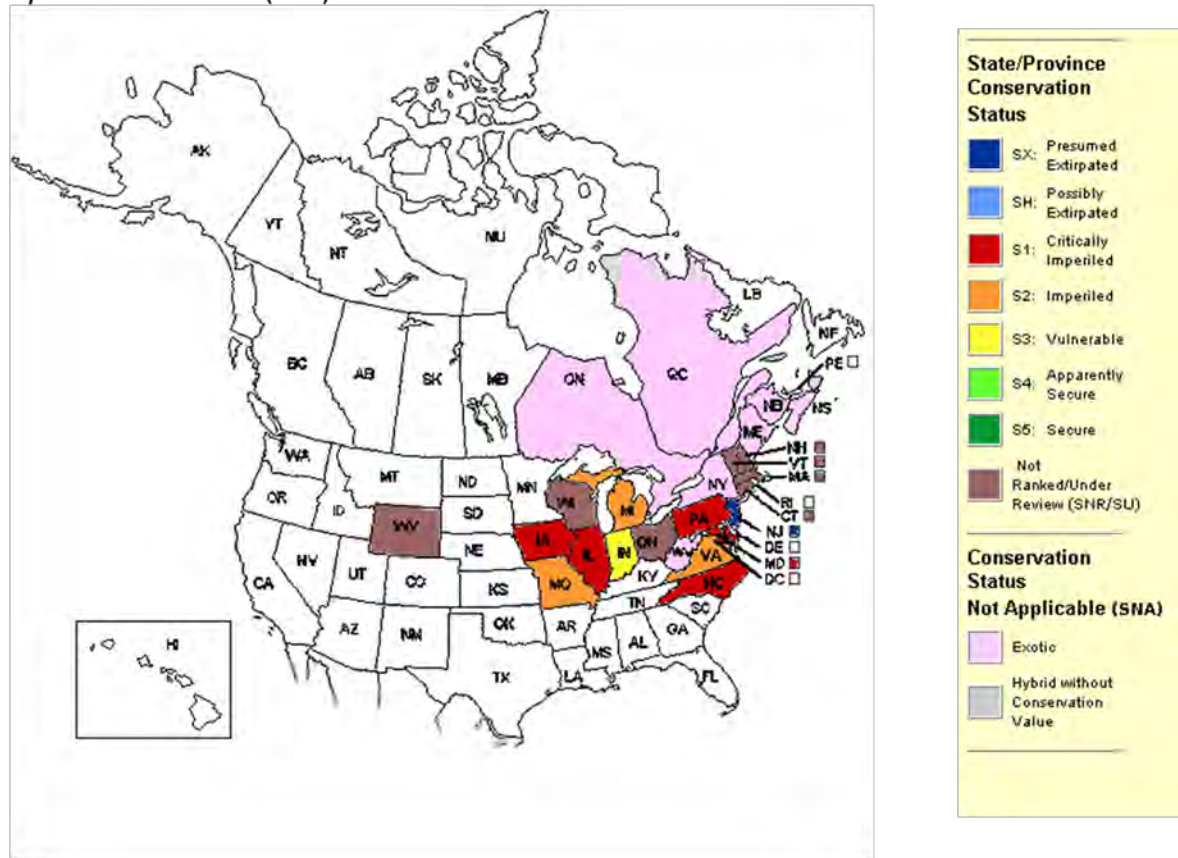 AK
YT
NT
NU
BC
AB
SK
MB
ON
QC
LB
NF
PE
NB
NS
ME
NH
VT
MA
RI
CT
NJ
DE
MD
DC
WA
MT
ND
MN
OR
ID
WY
SD
WI
MI
NY
PA
NV
UT
NE
IA
IL
IN
OH
WV
VA
CA
CO
KS
MO
KY
NC
TN
AZ
NM
OK
AR
SC
MS
AL
GA
TX
LA
FL
HI
State/Province
Conservation
Status
SX: Presumed
Extirpated
SH: Possibly
Extirpated
S1: Critically
Imperiled
S2: Imperiled
S3: Vulnerable
S4: Apparently
Secure
S5: Secure
Not
Ranked/Under
Review (SNR/SU)
Conservation
Status
Not Applicable (SNA)
Exotic
Hybrid without
Conservation
Value